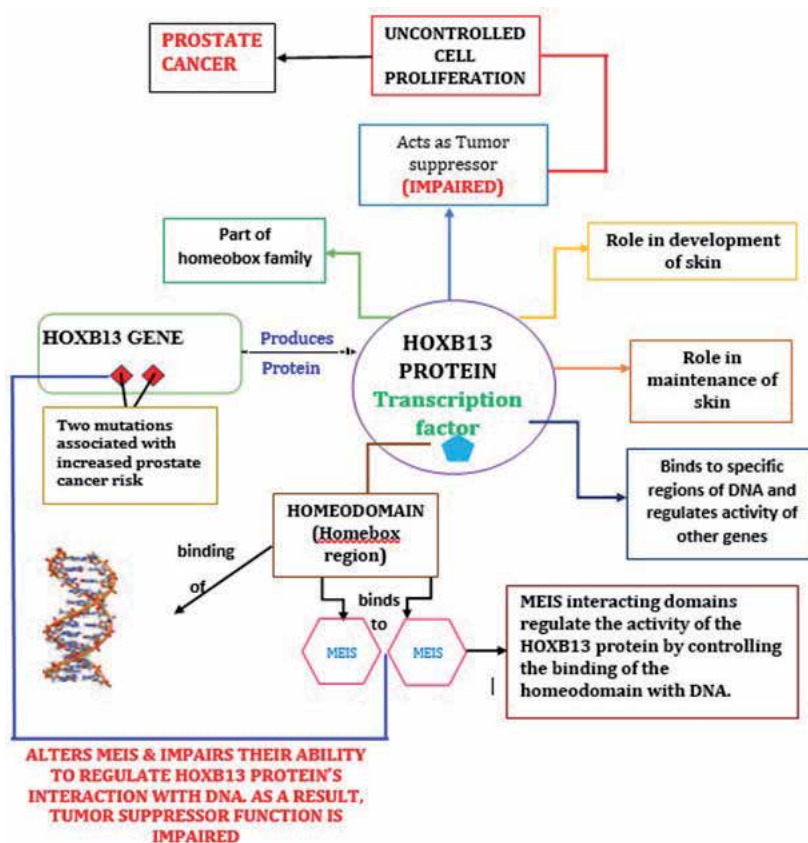 PROSTATE
CANCER
UNCONTROLLED
CELL
PROLIFERATION
Acts as Tumor
suppressor
(IMPAIRED)
Part of
homeobox family
Role in development
of skin
HOXB13 GENE
Produces
Protein
HOXB13
PROTEIN
Transcription
factor
Role in
maintenance of
skin
Two mutations
associated with
increased prostate
cancer risk
Binds to specific
regions of DNA and
regulates activity of
other genes
HOMEODOMAIN
(Homebox
region)
binding
of
binds
to
MEIS
MEIS
MEIS interacting domains
regulate the activity of the
HOXB13 protein by controlling
the binding of the
homeodomain with DNA.
ALTERS MEIS & IMPAIRS THEIR ABILITY
TO REGULATE HOXB13 PROTEIN'S
INTERACTION WITH DNA. AS A RESULT,
TUMOR SUPPRESSOR FUNCTION IS
IMPAIRED